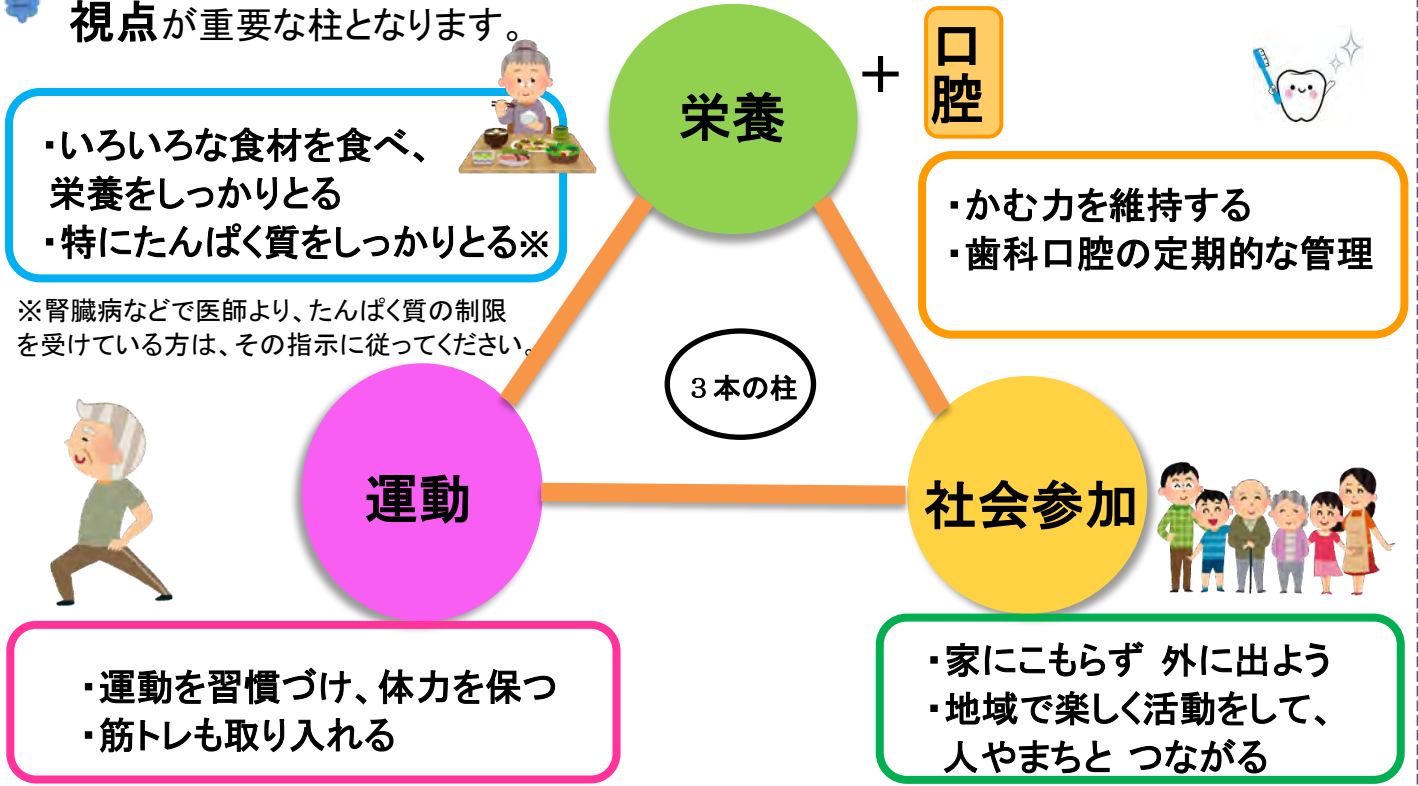 視点が重要な柱となります。
栄養
＋
口腔
・いろいろな食材を食べ、
栄養をしっかりとる
・特にたんぱく質をしっかりとる※
※腎臓病などで医師より、たんぱく質の制限
を受けている方は、その指示に従ってください。
・かむ力を維持する
・歯科口腔の定期的な管理
３本の柱
運動
社会参加
・運動を習慣づけ、体力を保つ
・筋トレも取り入れる
・家にこもらず 外に出よう
・地域で楽しく活動をして、
人やまちと つながる